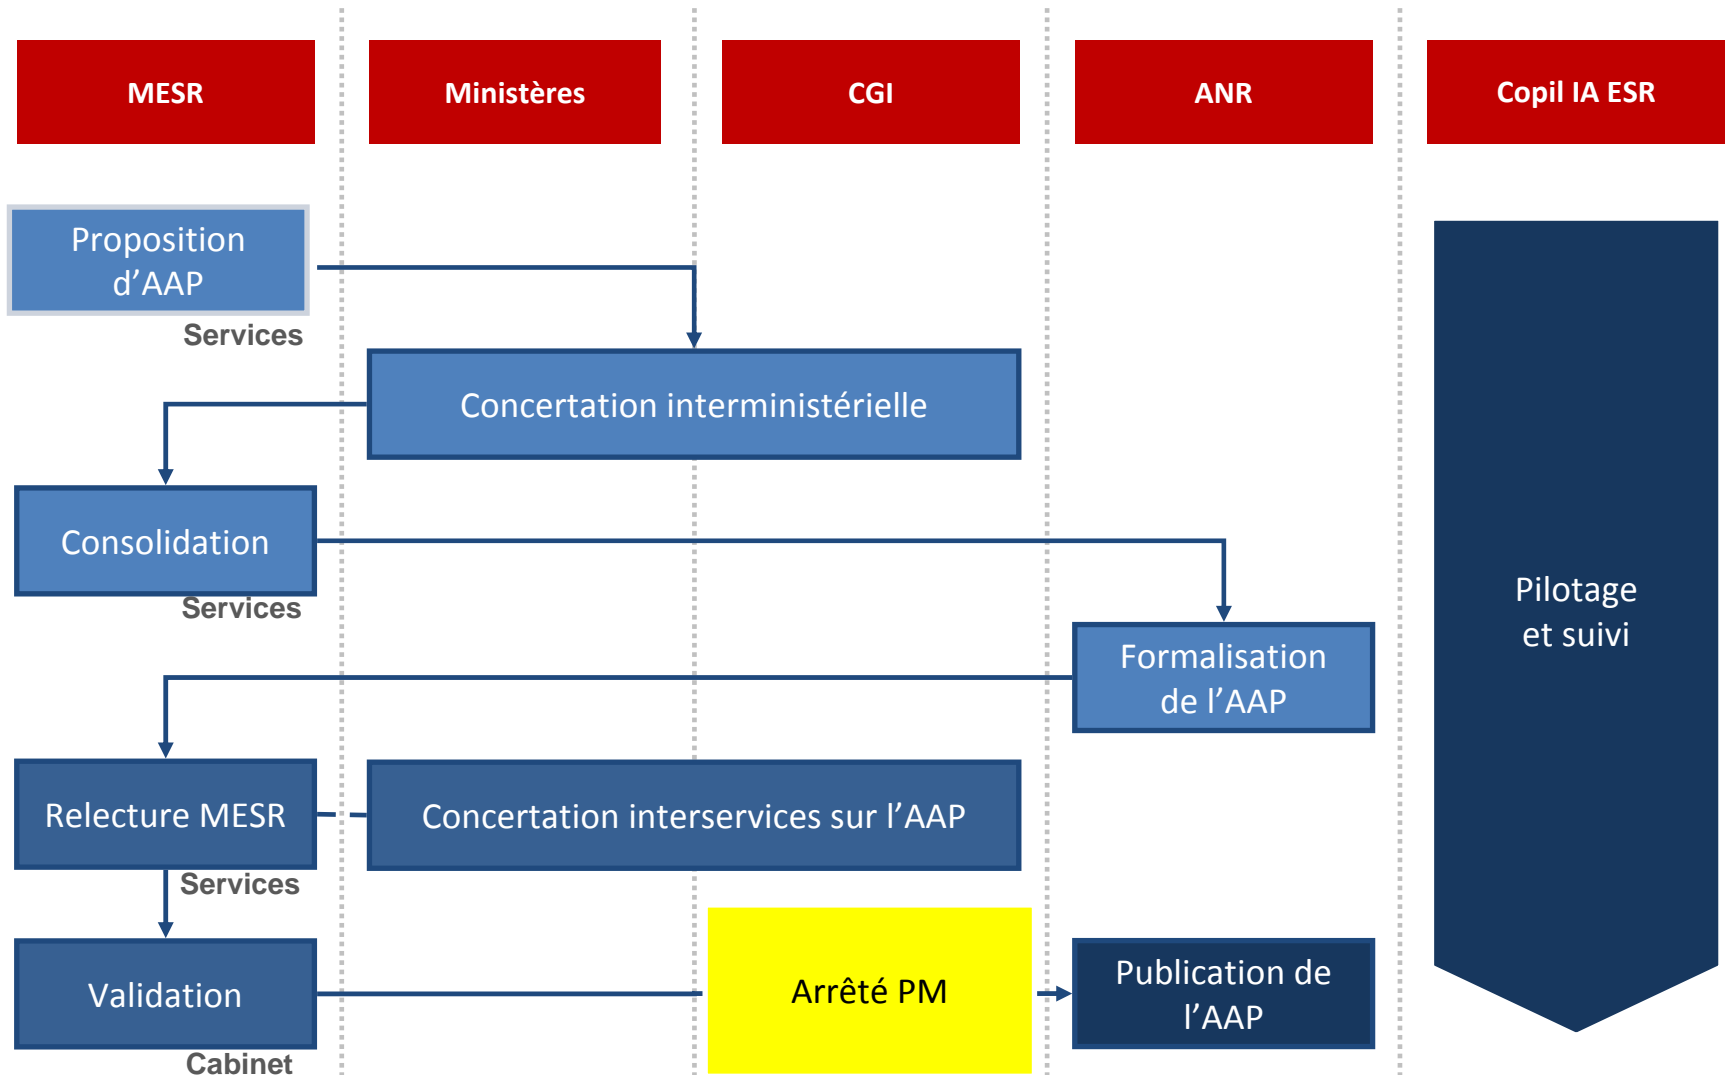 MESR
Ministères
CGI
ANR
Copil IA ESR
Proposition
d’AAP
Services
Concertation interministérielle
Consolidation
Services
Formalisation
de l’AAP
Pilotage
et suivi
Relecture MESR
Concertation interservices sur l’AAP
Services
Validation
Arrêté PM
Publication de
l’AAP
Cabinet